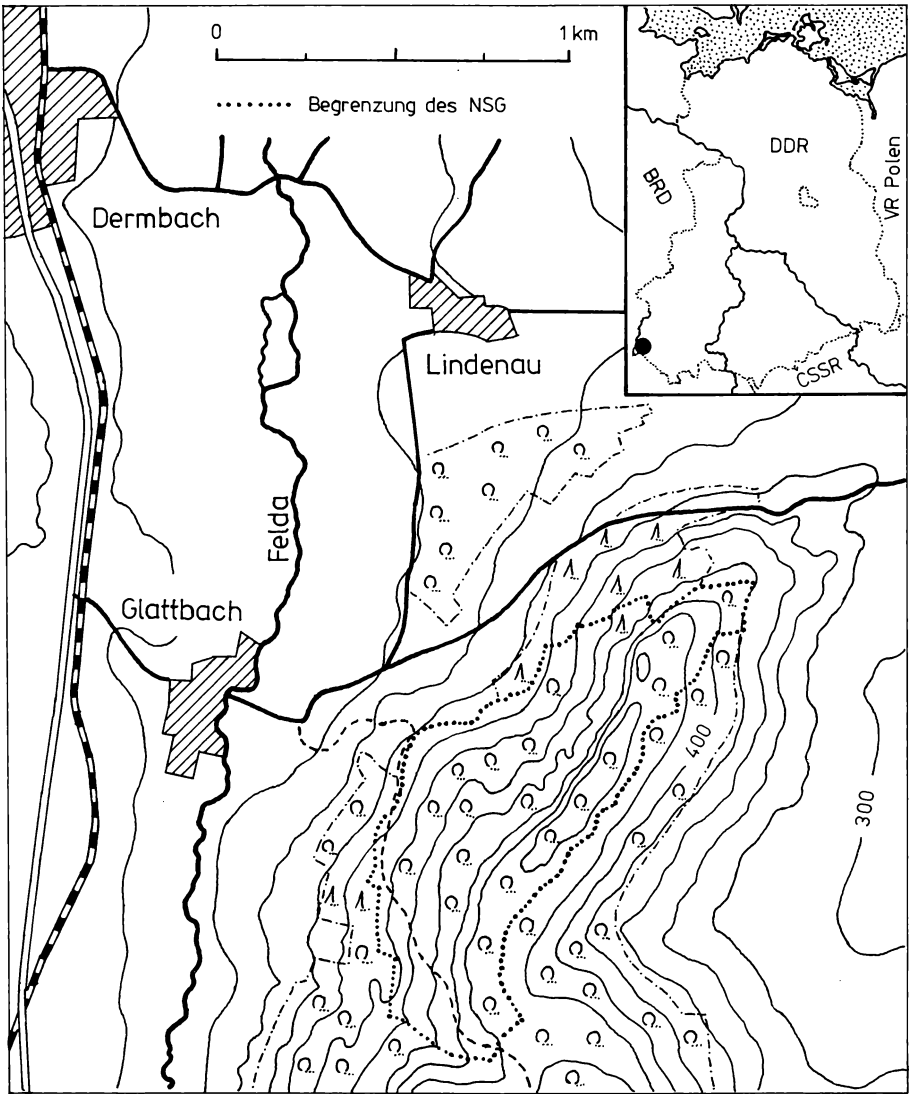 0 1 km
Begrenzung des NSG
DDR
BRD
VR Polen
CSSR
Dermbach
Lindenau
Felda
Glattbach
400
300